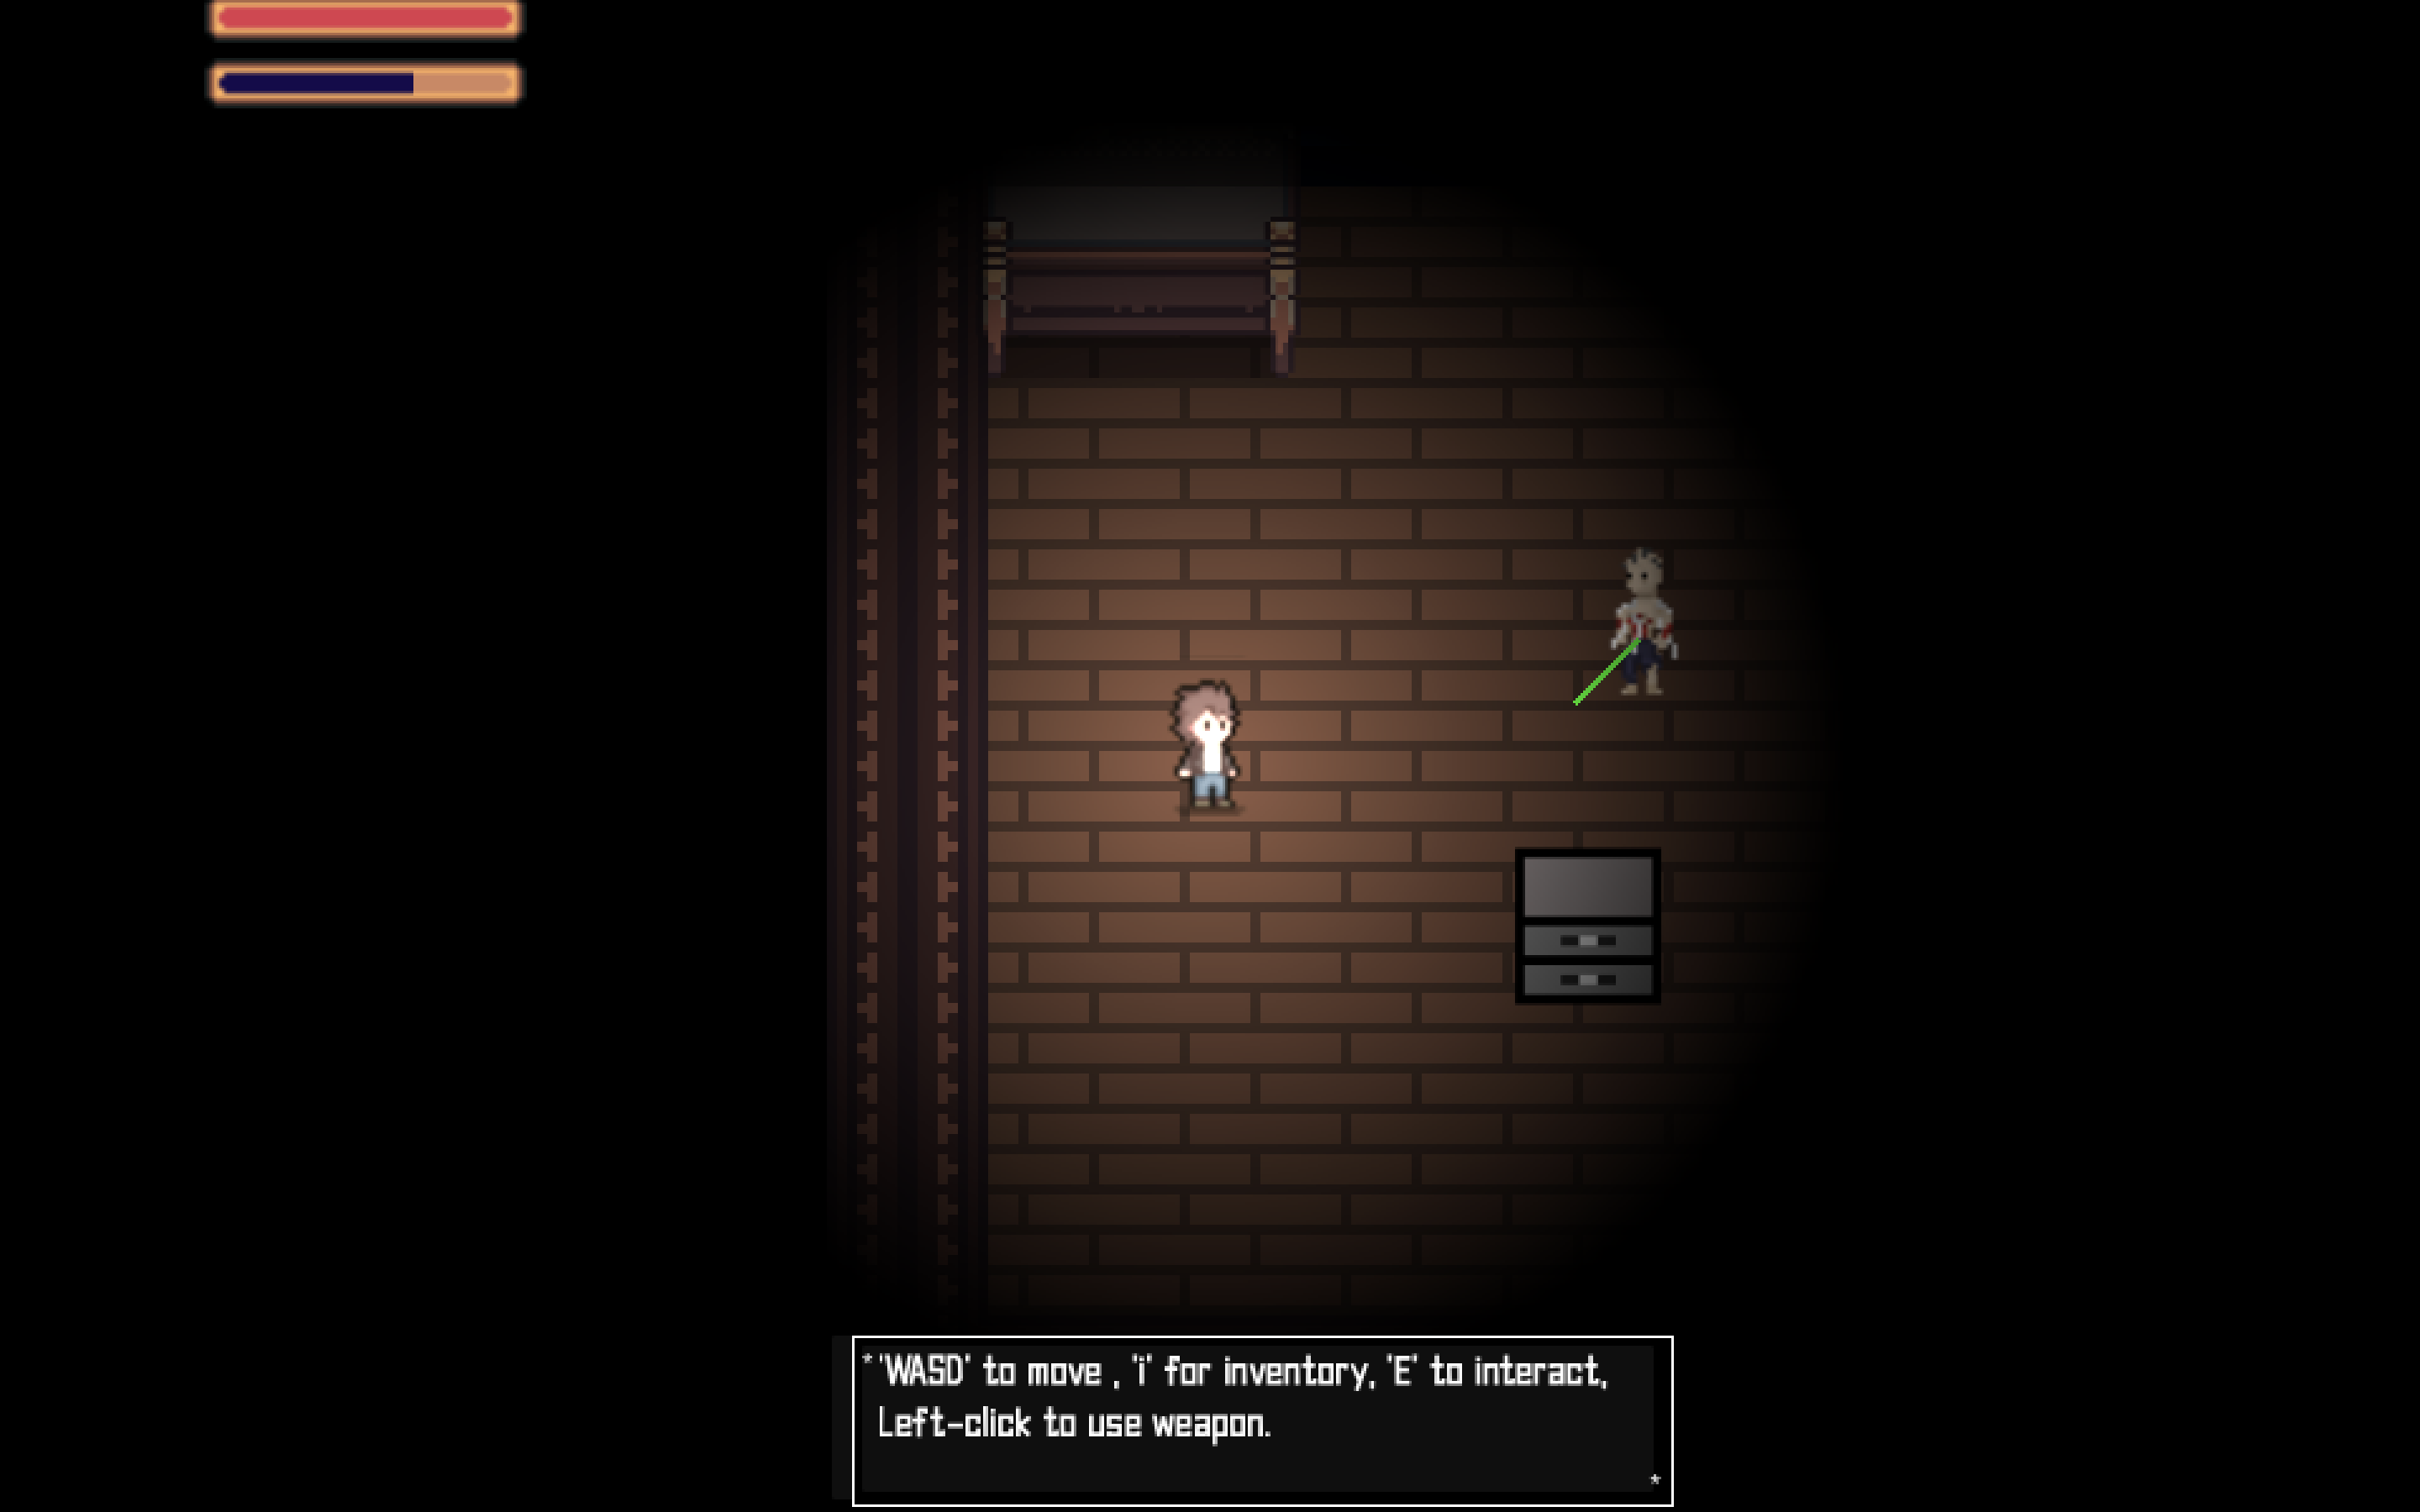 * 'WASD' to move , 'i' for inventory, 'E' to interact,
Left-click to use weapon.
*